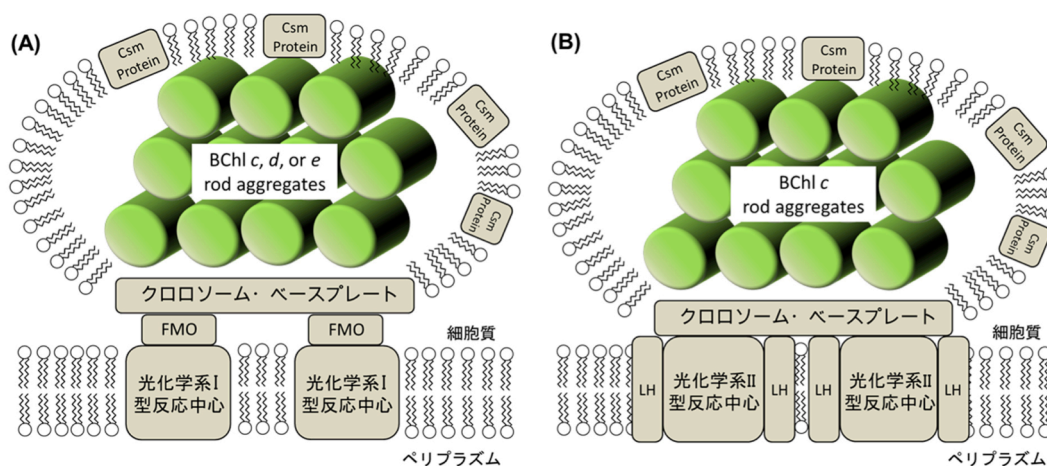 (A)
Csm
Protein
Csm
Protein
Csm
Protein
Csm
Protein
BChl c, d, or e
rod aggregates
クロロソーム・ベースプレート
FMO
FMO
細胞質
光化学系I
型反応中心
光化学系I
型反応中心
ペリプラズム
(B)
Csm
Protein
Csm
Protein
Csm
Protein
Csm
Protein
BChl c
rod aggregates
クロロソーム・ベースプレート
細胞質
LH
光化学系II
型反応中心
LH
LH
光化学系II
型反応中心
LH
ペリプラズム